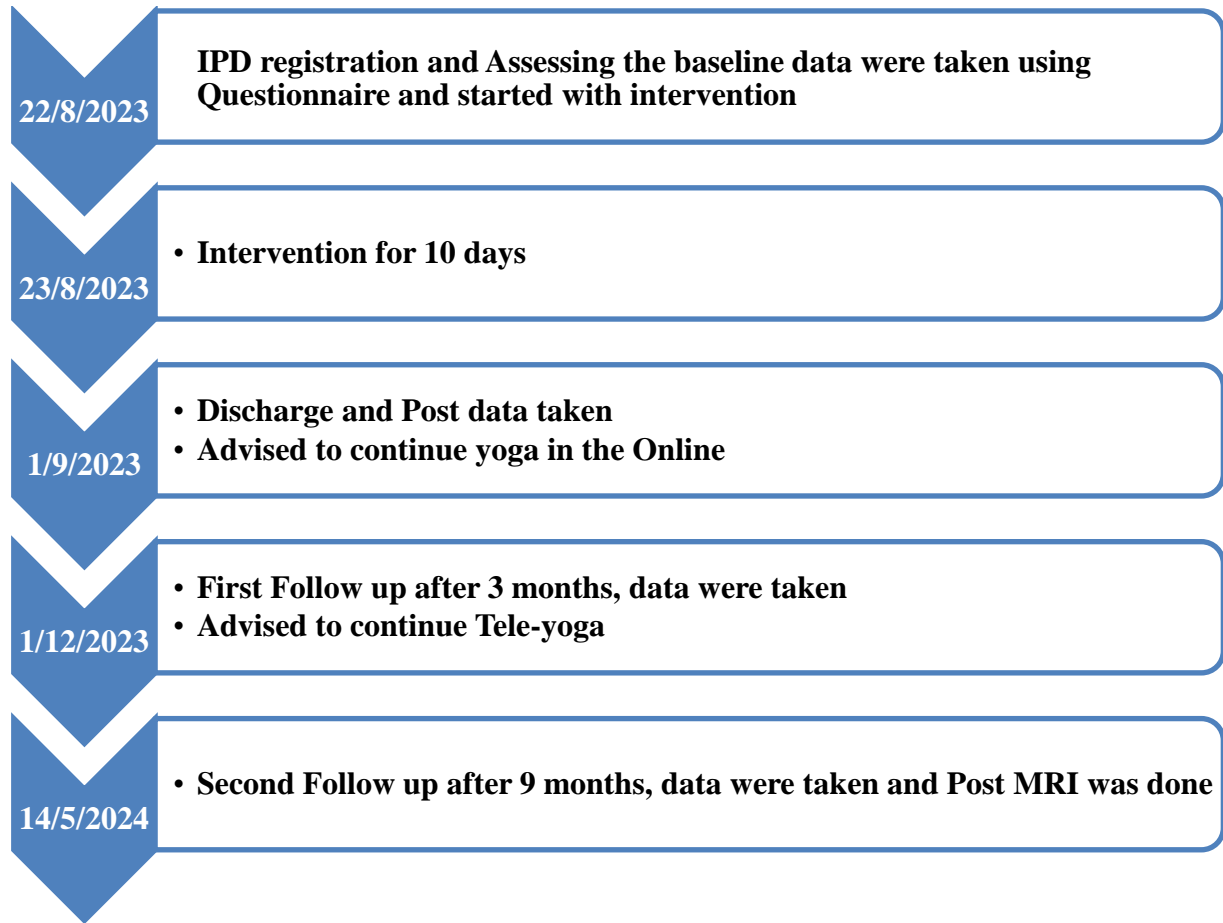 22/8/2023
IPD registration and Assessing the baseline data were taken using
Questionnaire and started with intervention
23/8/2023
• Intervention for 10 days
1/9/2023
• Discharge and Post data taken
• Advised to continue yoga in the Online
1/12/2023
• First Follow up after 3 months, data were taken
• Advised to continue Tele-yoga
14/5/2024
• Second Follow up after 9 months, data were taken and Post MRI was done